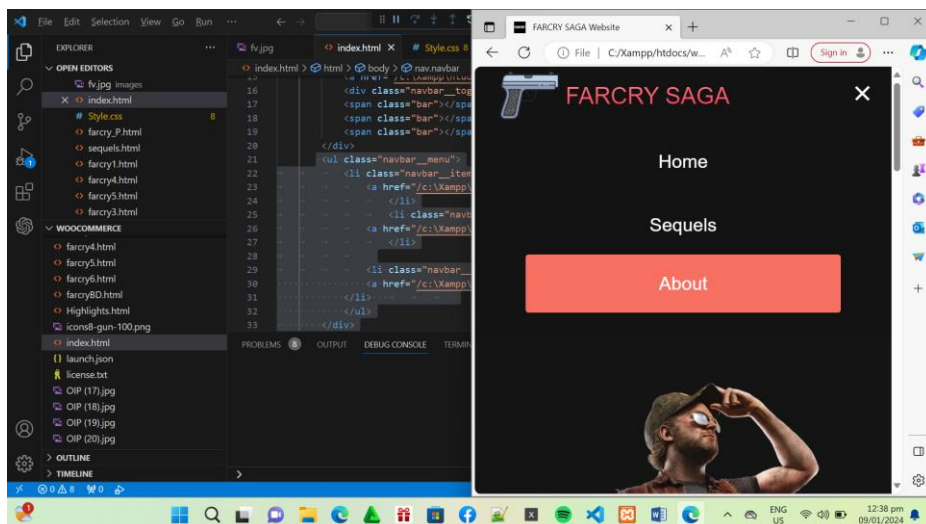 File Edit Selection View Go Run ···
EXPLORER
OPEN EDITORS
fv.jpg images
index.html
Style.css 8
farcry_P.html
sequels.html
farcry1.html
farcry4.html
farcry5.html
farcry3.html
WOOCOMMERCE
farcry4.html
farcry5.html
farcry6.html
farcryBD.html
Highlights.html
icons8-gun-100.png
index.html
launch.json
license.txt
OIP (17).jpg
OIP (18).jpg
OIP (19).jpg
OIP (20).jpg
OUTLINE
TIMELINE
fv.jpg index.html Style.css 8
index.html > html > body > nav.navbar
16 <div class="navbar__tog
17 <span class="bar"></spa
18 <span class="bar"></spa
19 <span class="bar"></spa
20 </div>
21 <ul class="navbar__menu">
22 <li class="navbar__item
23 <a href="/c:\Xampp\
24 </li>
25 <li class="navb
26 <a href="/c:\Xampp\
27 </li>
28
29 <li class="navbar__
30 <a href="/c:\Xampp\
31 </li>
32 </ul>
33 </div>
PROBLEMS 8 OUTPUT DEBUG CONSOLE TERMIN
>
0 8 0
FARCRY SAGA Website
File C:/Xampp/htdocs/w... Sign in
FARCRY SAGA
Home
Sequels
About
ENG
US
12:38 pm
09/01/2024